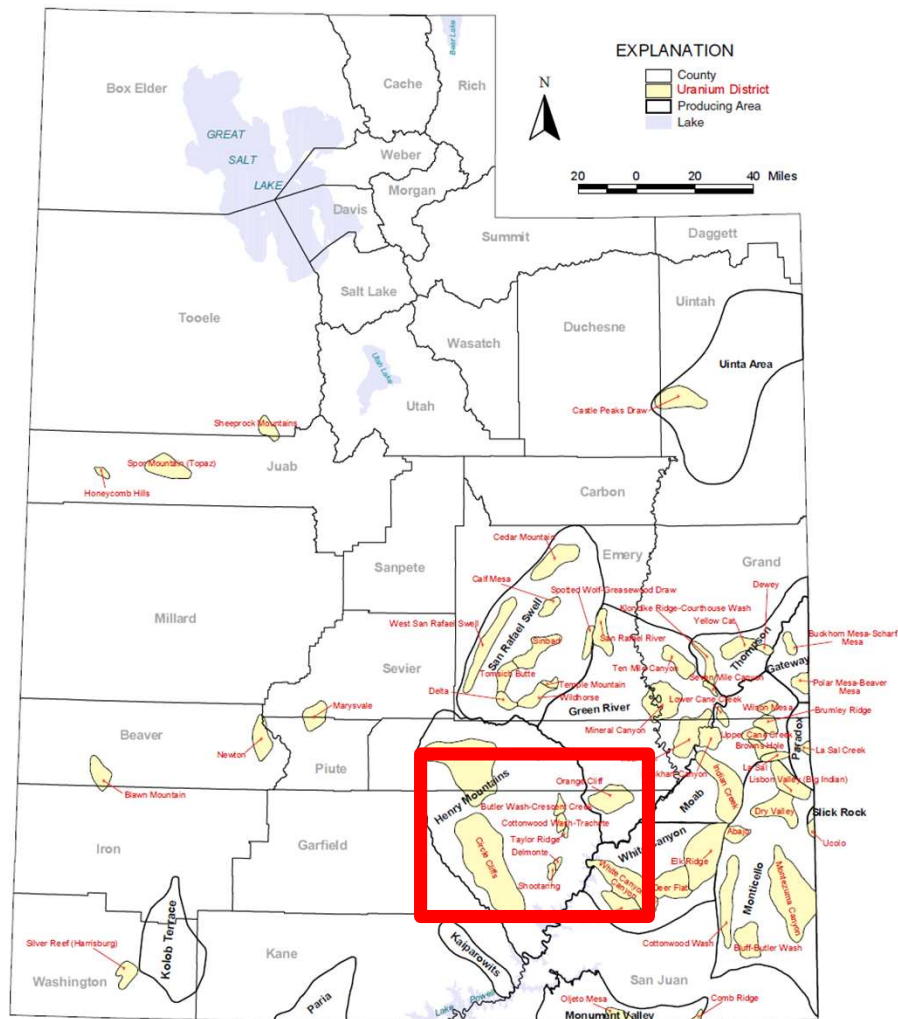 Bear Lake
EXPLANATION
County
Uranium District
Producing Area
Lake
N
20 0 20 40 Miles
Box Elder
Cache
Rich
GREAT
SALT
LAKE
Weber
Morgan
Davis
Summit
Daggett
Salt Lake
Uintah
Tooele
Wasatch
Duchesne
Utah Lake
Utah
Uinta Area
Castle Peaks Draw
Sheeprock Mountains
Spor Mountain (Topaz)
Juab
Honeycomb Hills
Carbon
Cedar Mountain
Emery
Grand
Sanpete
Calf Mesa
Spotted Wolf-Greasewood Draw
Dewey
Klondike Ridge-Courthouse Wash
Yellow Cat
Millard
West San Rafael Swell
San Rafael Swell
Sinbad
San Rafael River
Thompson
Buckhorn Mesa-Scharf
Mesa
Sevier
Ten Mile Canyon
Gateway
Tomsich Butte
Temple Mountain
Seven Mile Canyon
Polar Mesa-Beaver
Mesa
Delta
Wildhorse
Lower Cane Creek
Wilson Mesa
Green River
Marysvale
Mineral Canyon
Brumley Ridge
Beaver
Newton
Upper Cane Creek
Browns Hole
Paradox
La Sal Creek
Piute
La Sal
Lisbon Valley (Big Indian)
Blawn Mountain
Henry Mountains
Orange Cliff
Moab
Indian Creek
Butler Wash-Crescent Creek
Cottonwood Wash-Trachyte
Dry Valley
Slick Rock
Iron
Garfield
Taylor Ridge
Delmonte
White Canyon
Abajo
Ucolo
Circle Cliffs
Elk Ridge
Shootaring
White Canyon
Canyon
Deer Flat
Monticello
Montezuma Canyon
Silver Reef (Harrisburg)
Kolob Terrace
Kane
Kaiparowits
Cottonwood Wash
Bluff-Butler Wash
Washington
San Juan
Paria
Lake Powell
Oljeto Mesa
Comb Ridge
Monument Valley